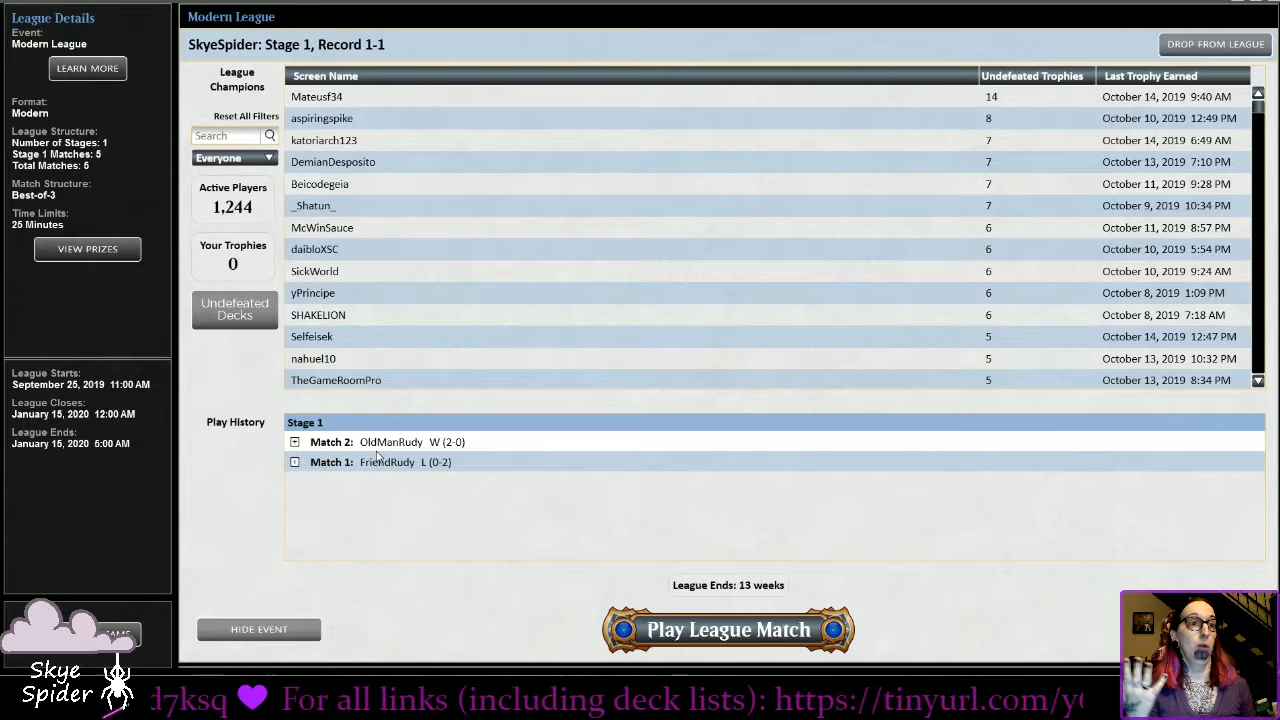 League Details
Event:
Modern League
LEARN MORE
Format:
Modern
League Structure:
Number of Stages: 1
Stage 1 Matches: 5
Total Matches: 5
Match Structure:
Best-of-3
Time Limits:
25 Minutes
VIEW PRIZES
League Starts:
September 25, 2019 11:00 AM
League Closes:
January 15, 2020 12:00 AM
League Ends:
January 15, 2020 5:00 AM
Skye
Spider
Modern League
SkyeSpider: Stage 1, Record 1-1
DROP FROM LEAGUE
League
Champions
Reset All Filters
Search
Everyone
Active Players
1,244
Your Trophies
0
Undefeated
Decks
Screen Name Undefeated Trophies Last Trophy Earned
Mateusf34 14 October 14, 2019 9:40 AM
aspiringspike 8 October 10, 2019 12:49 PM
katoriarch123 7 October 14, 2019 6:49 AM
DemianDesposito 7 October 13, 2019 7:10 PM
Beicodegeia 7 October 11, 2019 9:28 PM
_Shatun_ 7 October 9, 2019 10:34 PM
McWinSauce 6 October 11, 2019 8:57 PM
daibloXSC 6 October 10, 2019 5:54 PM
SickWorld 6 October 10, 2019 9:24 AM
yPrincipe 6 October 8, 2019 1:09 PM
SHAKELION 6 October 8, 2019 7:18 AM
Selfeisek 5 October 14, 2019 12:47 PM
nahuel10 5 October 13, 2019 10:32 PM
TheGameRoomPro 5 October 13, 2019 8:34 PM
Play History
Stage 1
Match 2: OldManRudy W (2-0)
Match 1: FriendRudy L (0-2)
League Ends: 13 weeks
HIDE EVENT
Play League Match
d7ksq 💜 For all links (including deck lists): https://tinyurl.com/y